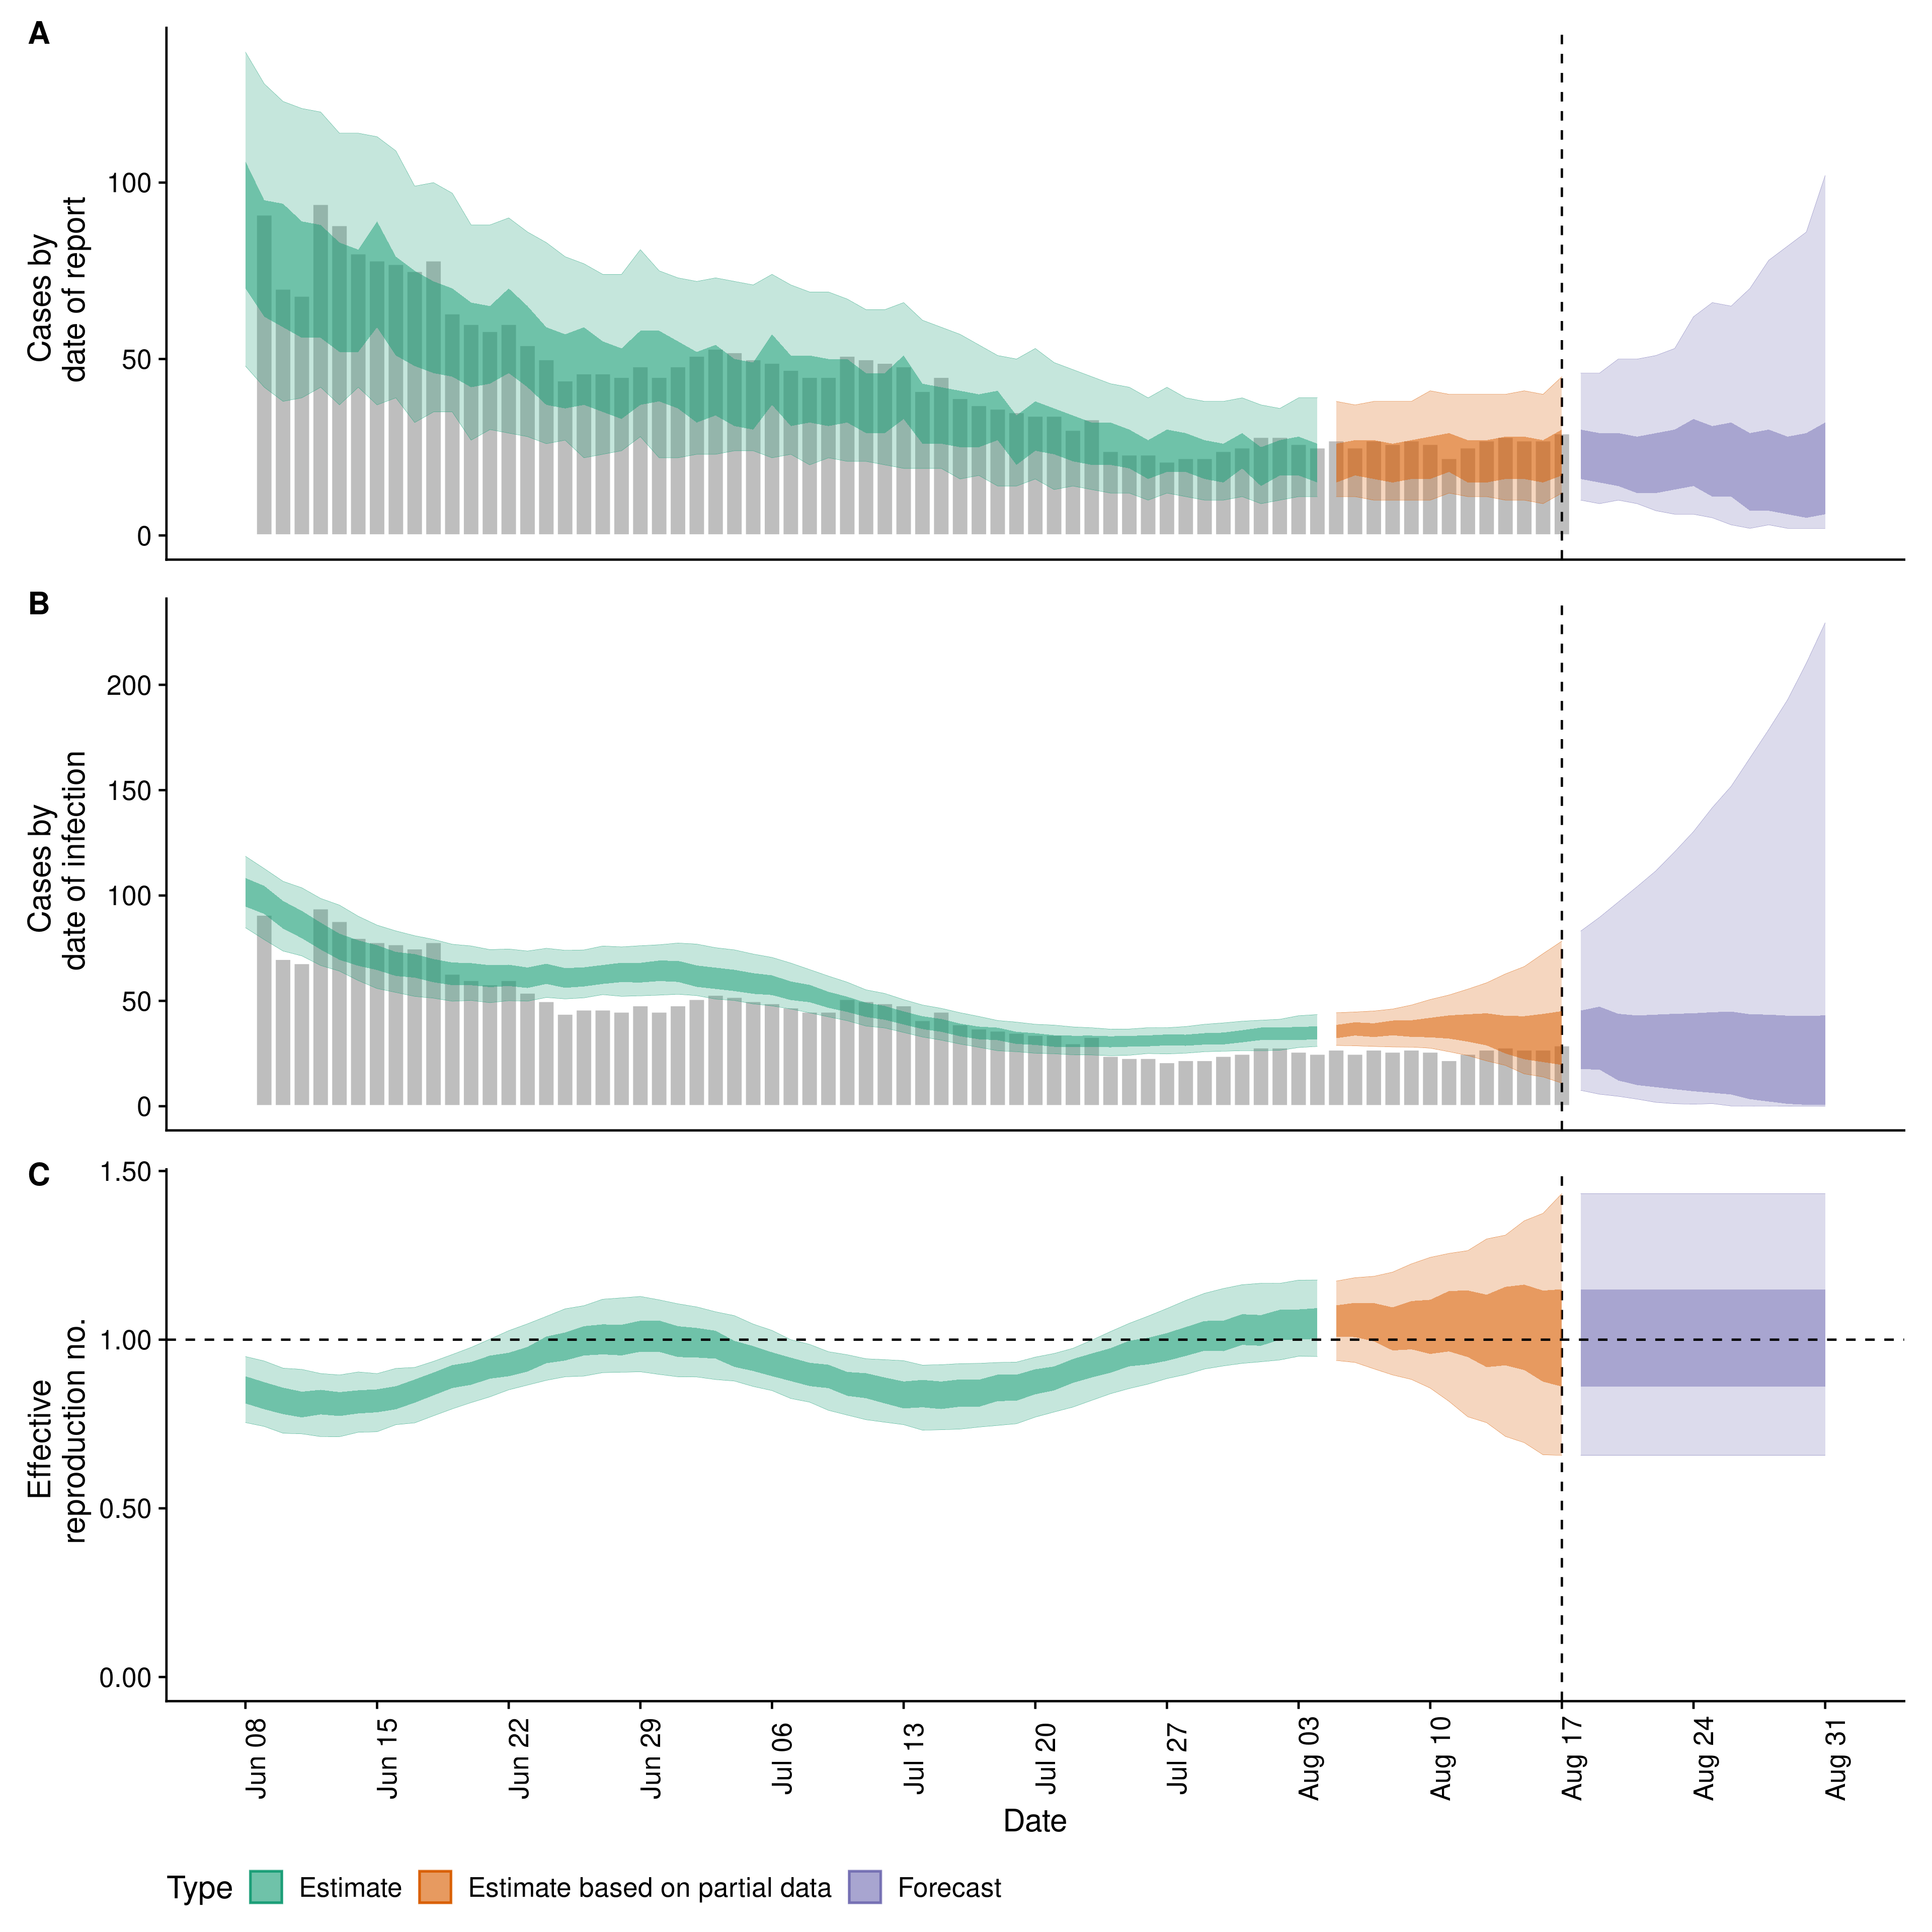 A
Cases by
date of report
100
50
0
B
Cases by
date of infection
200
150
100
50
0
C
Effective
reproduction no.
1.50
1.00
0.50
0.00
Jun 08
Jun 15
Jun 22
Jun 29
Jul 06
Jul 13
Jul 20
Jul 27
Aug 03
Aug 10
Aug 17
Aug 24
Aug 31
Date
Type Estimate Estimate based on partial data Forecast